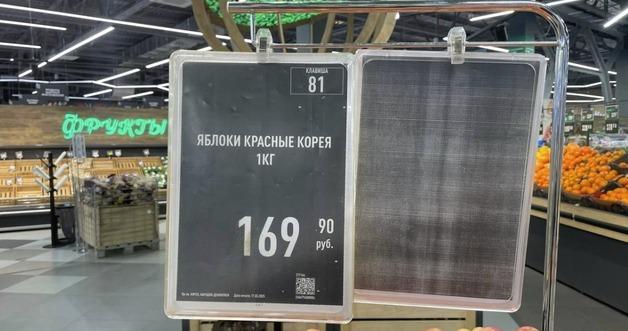 ФРУКТЫ
КЛАВИША
81
ЯБЛОКИ КРАСНЫЕ КОРЕЯ
1КГ
169 90
руб.